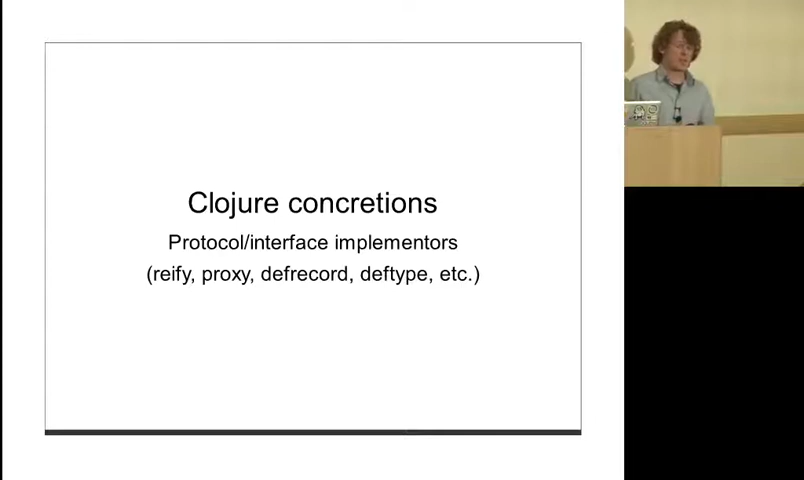 Clojure concretions
Protocol/interface implementors
(reify, proxy, defrecord, deftype, etc.)